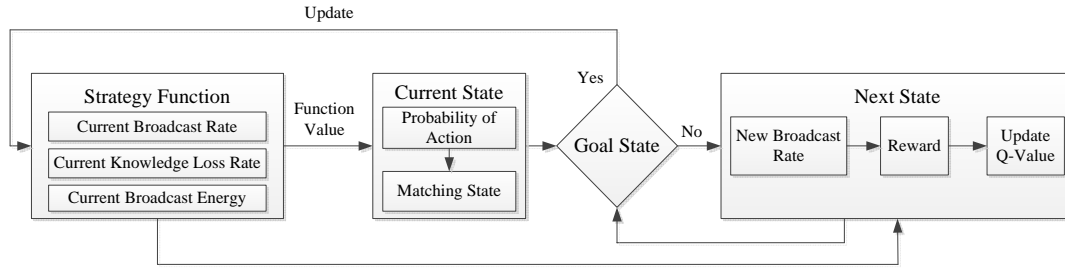 Update
Strategy Function
Current Broadcast Rate
Current Knowledge Loss Rate
Current Broadcast Energy
Function
Value
Current State
Probability of
Action
Matching State
Yes
Goal State
No
Next State
New Broadcast
Rate
Reward
Update
Q-Value